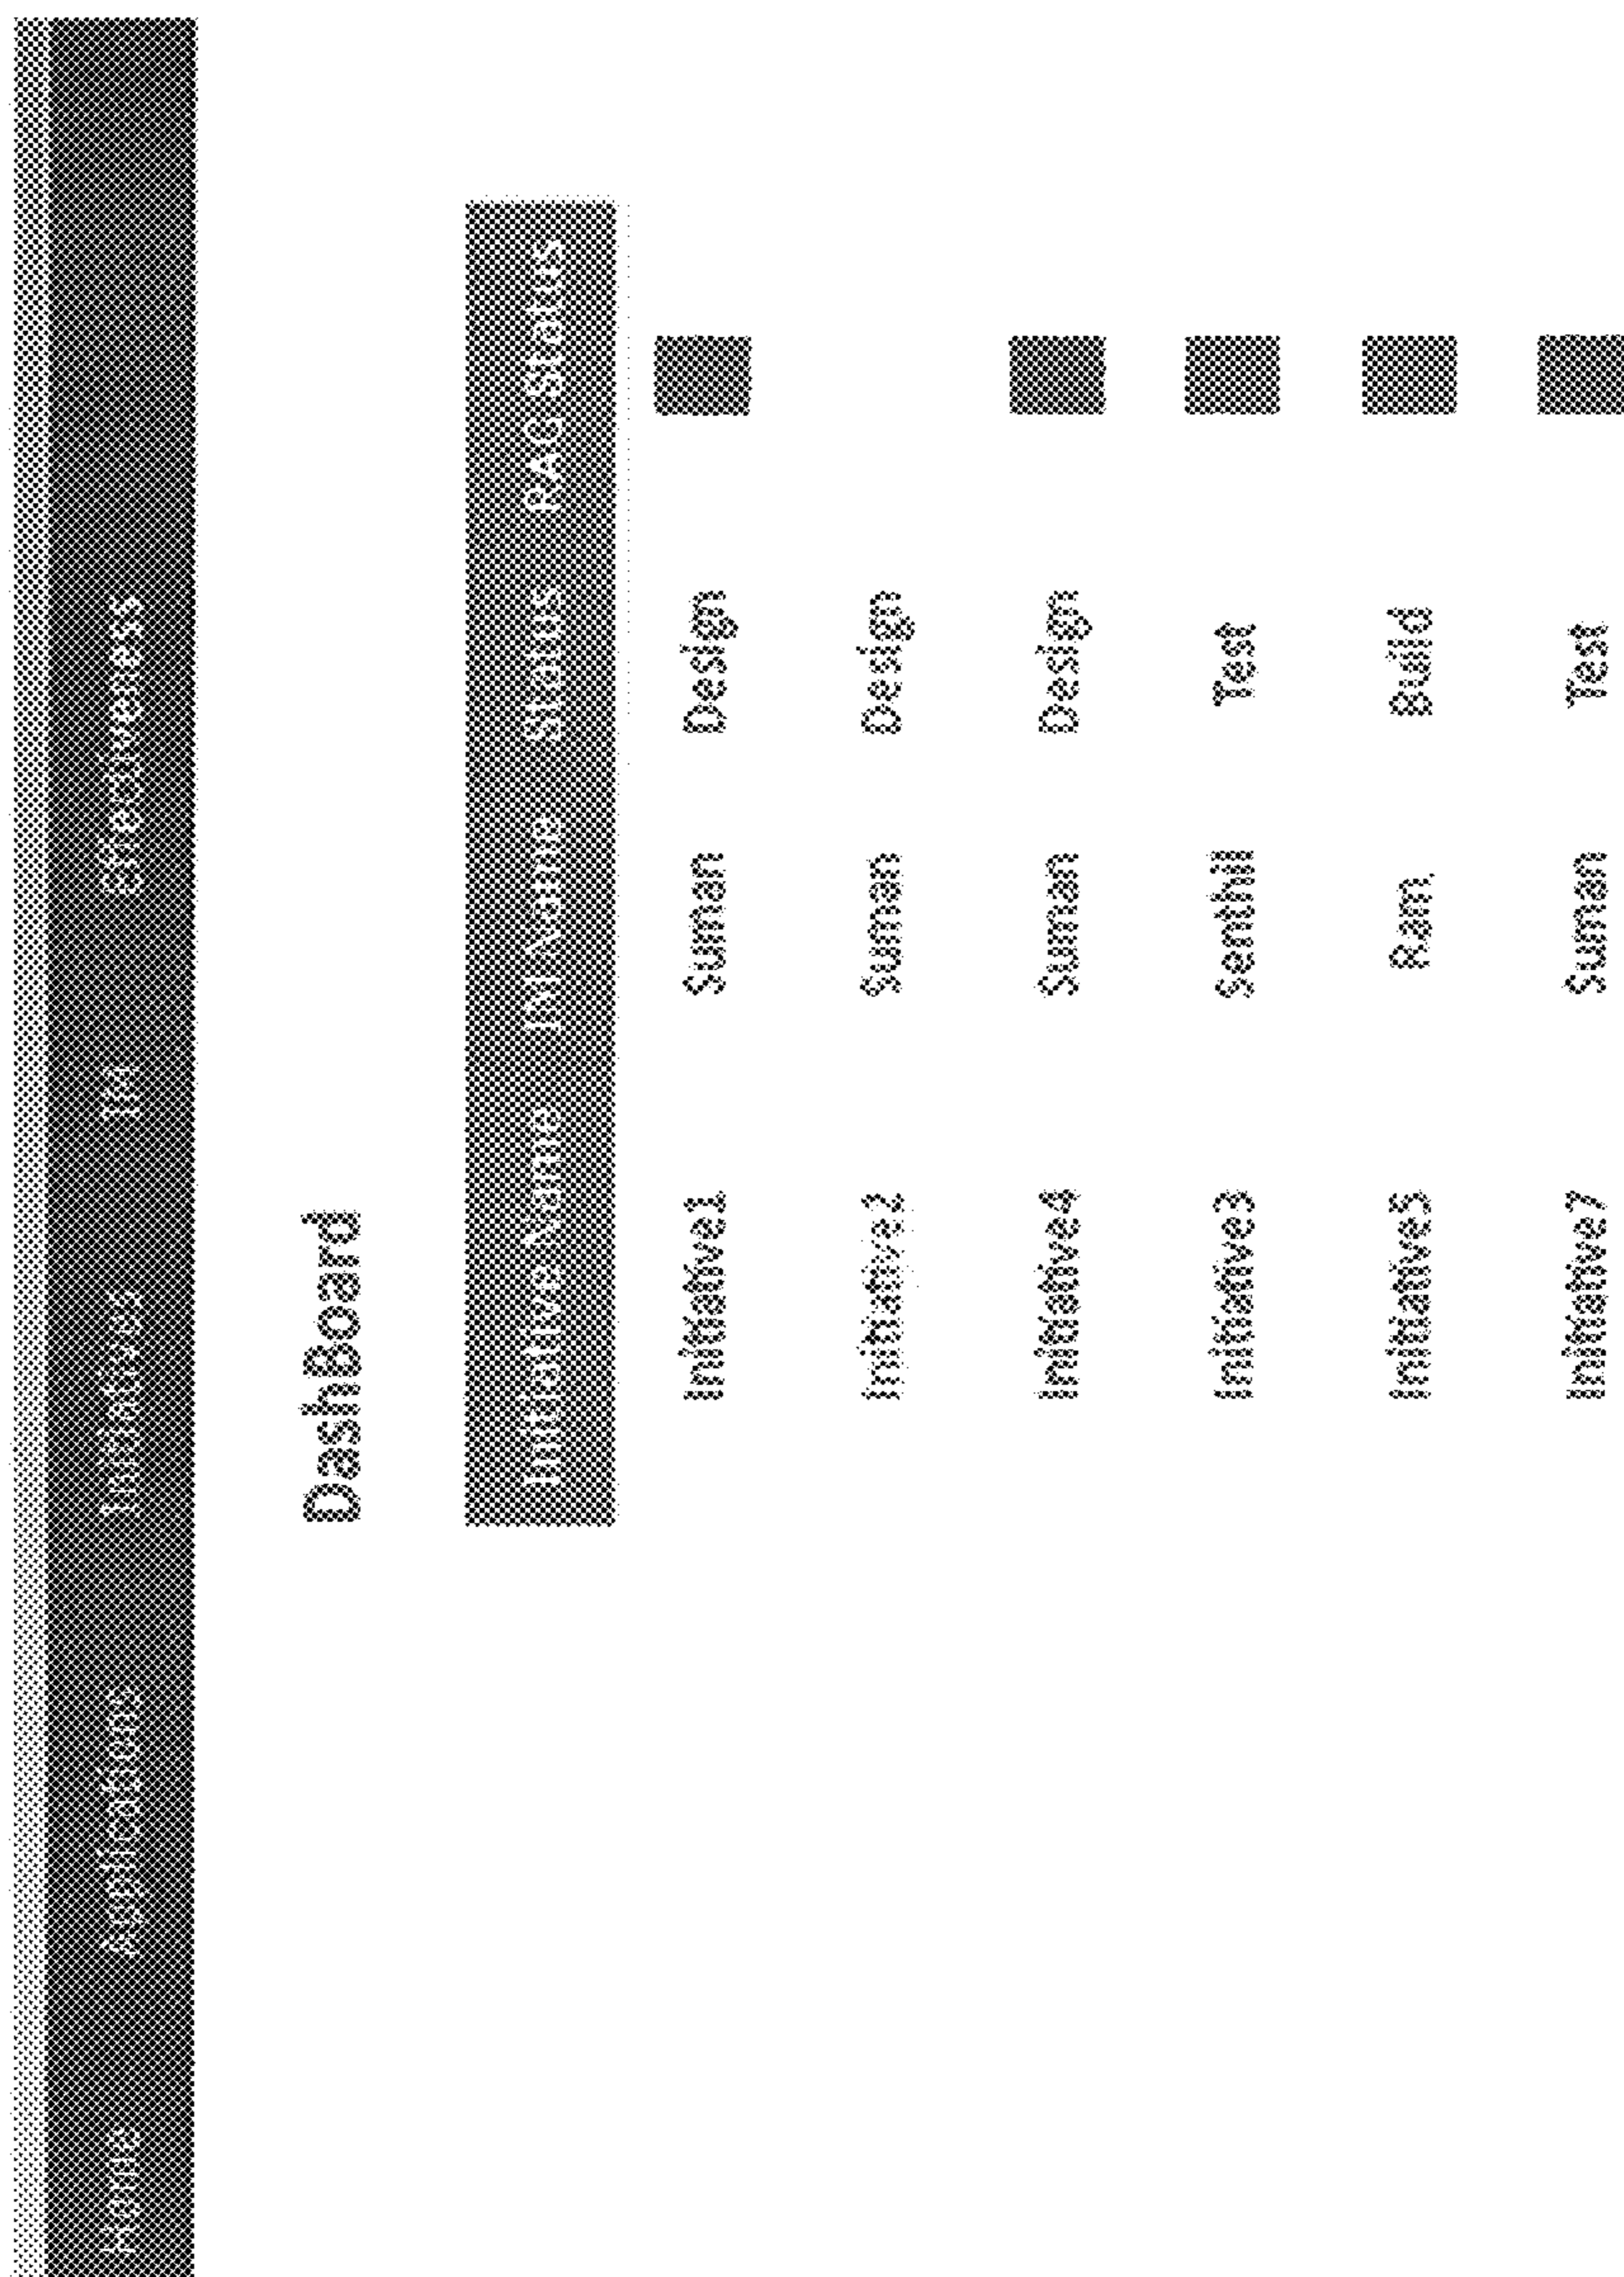 Home Applications Initiatives Effectiveness
DashBoard
Initiative Name IM Name Status RAG Status
Initiative1 Suman Design
Initiative2 Suman Design
Initiative4 Suman Design
Initiative3 Senthil Test
Initiative5 Ram Build
Initiative7 Suman Test